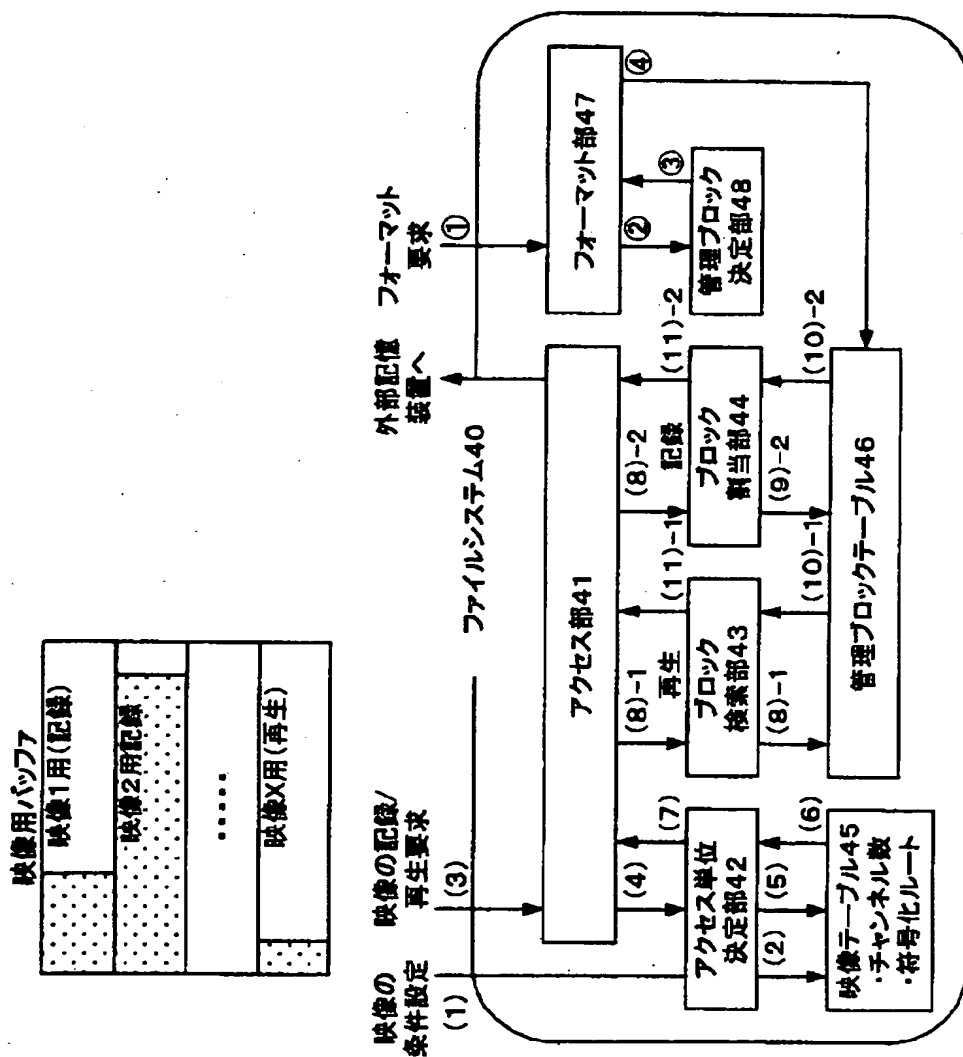 映像用バッファ
映像1用(記録)
映像2用記録
・・・・・
映像X用(再生)
映像の
条件設定
(1)
映像の記録/
再生要求
(3)
ファイルシステム40
外部記憶
装置へ
フォーマット
要求
①
アクセス部41
フォーマット部47
(4)
(7)
(8)-1
再生
(11)-1
(8)-2
記録
(11)-2
②
③
④
アクセス単位
決定部42
ブロック
検索部43
ブロック
割当部44
管理ブロック
決定部48
(2)
(5)
(6)
(8)-1
(10)-1
(9)-2
(10)-2
映像テーブル45
・チャンネル数
・符号化ルート
管理ブロックテーブル46